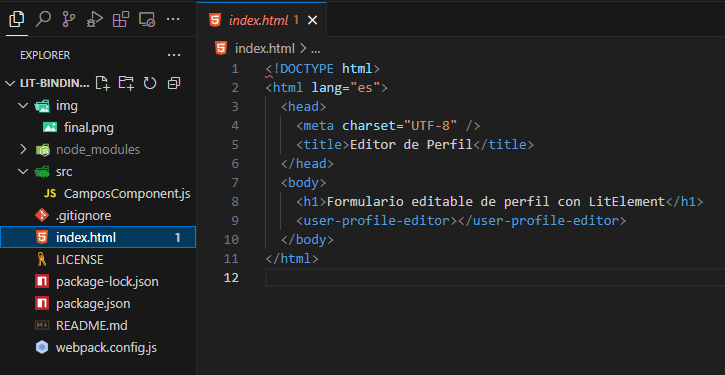 index.html 1
EXPLORER
LIT-BINDIN...
img
final.png
node_modules
src
JS CamposComponent.js
.gitignore
index.html 1
LICENSE
package-lock.json
package.json
README.md
webpack.config.js
index.html > ...
1 <!DOCTYPE html>
2 <html lang="es">
3 <head>
4 <meta charset="UTF-8" />
5 <title>Editor de Perfil</title>
6 </head>
7 <body>
8 <h1>Formulario editable de perfil con LitElement</h1>
9 <user-profile-editor></user-profile-editor>
10 </body>
11 </html>
12